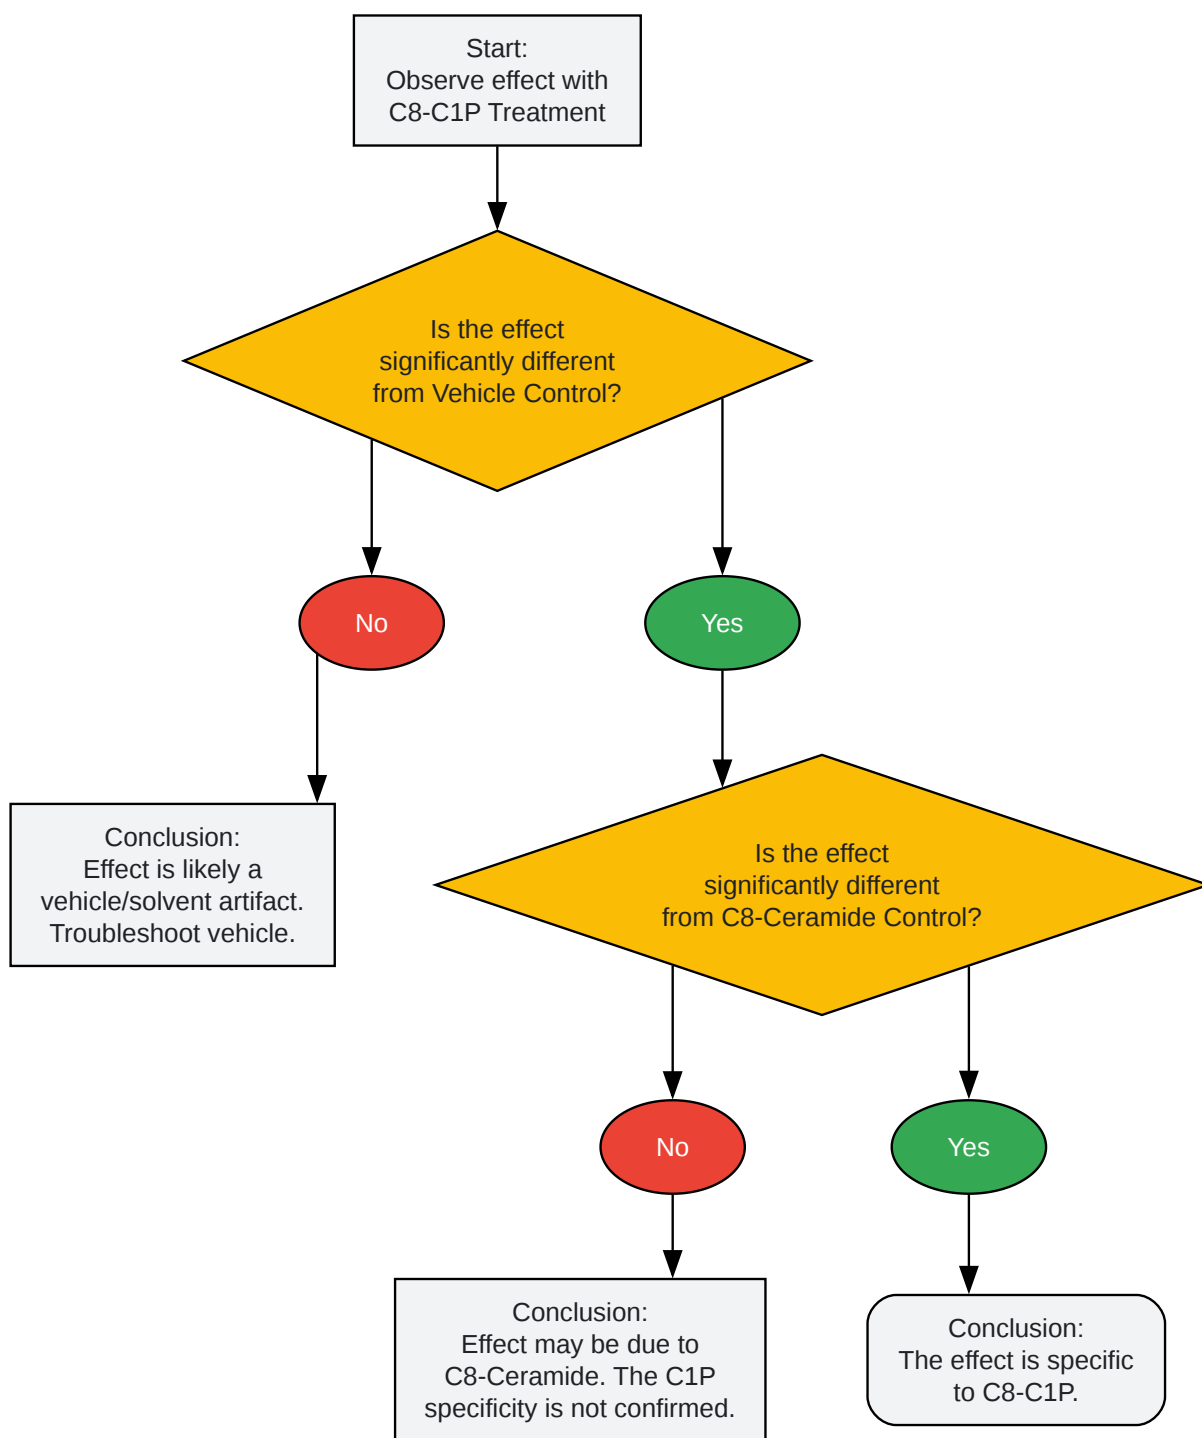 Start:
Observe effect with
C8-C1P Treatment
Is the effect
significantly different
from Vehicle Control?
No
Yes
Conclusion:
Effect is likely a
vehicle/solvent artifact.
Troubleshoot vehicle.
Is the effect
significantly different
from C8-Ceramide Control?
No
Yes
Conclusion:
Effect may be due to
C8-Ceramide. The C1P
specificity is not confirmed.
Conclusion:
The effect is specific
to C8-C1P.